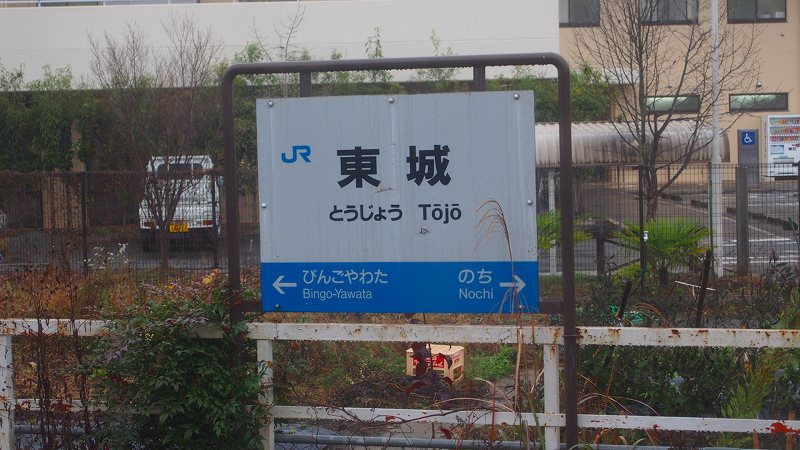 JR 東城
とうじょう Tōjō
← びんごやわた のち →
Bingo-Yawata Nochi